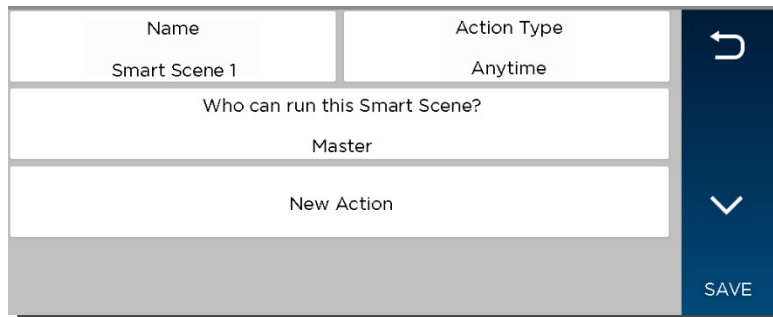 Name
Smart Scene 1
Action Type
Anytime
Who can run this Smart Scene?
Master
New Action
SAVE